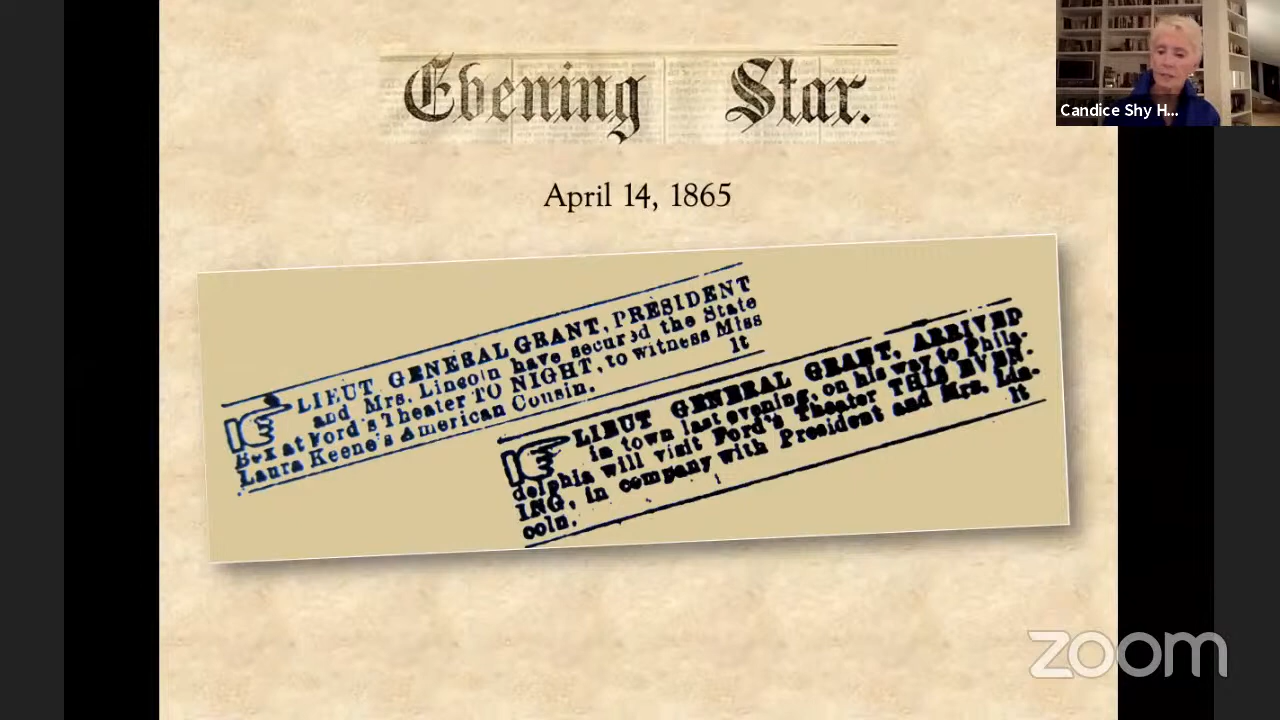 Evening Star.
April 14, 1865
LIEUT GENERAL GRANT, PRESIDENT
and Mrs. Lincoln have secured the State
Box at Ford's Theater TO NIGHT, to witness Miss
Laura Keene's American Cousin. 1t
LIEUT GENERAL GRANT, ARRIVED
in town last evening, on his way to Phila-
delphia will visit Ford's Theater THIS EVEN-
ING, in company with President and Mrs. Lin-
coln. 1t
Candice Shy H...
zoom